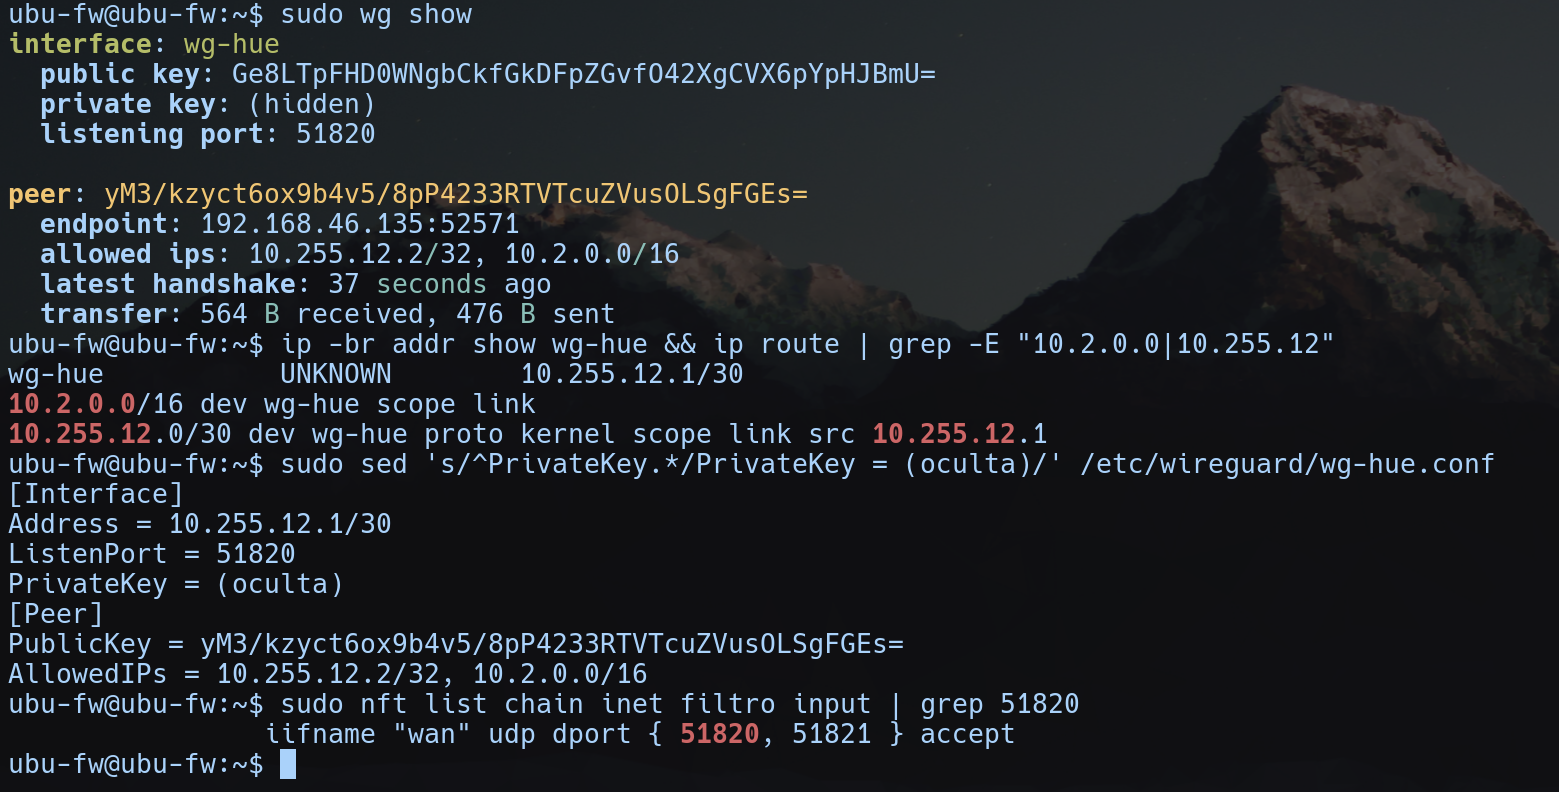 ubu-fw@ubu-fw:~$ sudo wg show
interface: wg-hue
  public key: Ge8LTpFHD0WNgbCkfGkDFpZGvfO42XgCVX6pYpHJBmU=
  private key: (hidden)
  listening port: 51820

peer: yM3/kzyct6ox9b4v5/8pP4233RTVTcuZVusOLSgFGEs=
  endpoint: 192.168.46.135:52571
  allowed ips: 10.255.12.2/32, 10.2.0.0/16
  latest handshake: 37 seconds ago
  transfer: 564 B received, 476 B sent
ubu-fw@ubu-fw:~$ ip -br addr show wg-hue && ip route | grep -E "10.2.0.0|10.255.12"
wg-hue           UNKNOWN        10.255.12.1/30
10.2.0.0/16 dev wg-hue scope link
10.255.12.0/30 dev wg-hue proto kernel scope link src 10.255.12.1
ubu-fw@ubu-fw:~$ sudo sed 's/^PrivateKey.*/PrivateKey = (oculta)/' /etc/wireguard/wg-hue.conf
[Interface]
Address = 10.255.12.1/30
ListenPort = 51820
PrivateKey = (oculta)
[Peer]
PublicKey = yM3/kzyct6ox9b4v5/8pP4233RTVTcuZVusOLSgFGEs=
AllowedIPs = 10.255.12.2/32, 10.2.0.0/16
ubu-fw@ubu-fw:~$ sudo nft list chain inet filtro input | grep 51820
                iifname "wan" udp dport { 51820, 51821 } accept
ubu-fw@ubu-fw:~$